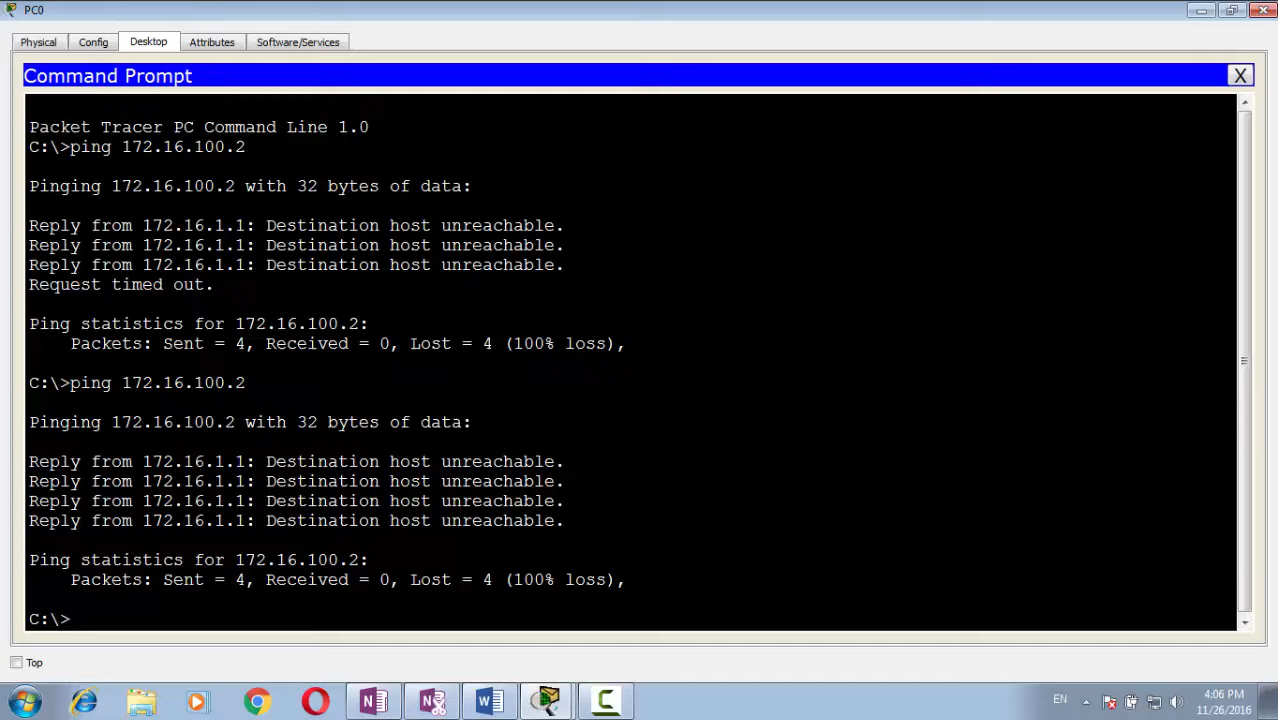 PC0
Physical Config Desktop Attributes Software/Services
Command Prompt X
Packet Tracer PC Command Line 1.0
C:\>ping 172.16.100.2
Pinging 172.16.100.2 with 32 bytes of data:
Reply from 172.16.1.1: Destination host unreachable.
Reply from 172.16.1.1: Destination host unreachable.
Reply from 172.16.1.1: Destination host unreachable.
Request timed out.
Ping statistics for 172.16.100.2:
Packets: Sent = 4, Received = 0, Lost = 4 (100% loss),
C:\>ping 172.16.100.2
Pinging 172.16.100.2 with 32 bytes of data:
Reply from 172.16.1.1: Destination host unreachable.
Reply from 172.16.1.1: Destination host unreachable.
Reply from 172.16.1.1: Destination host unreachable.
Reply from 172.16.1.1: Destination host unreachable.
Ping statistics for 172.16.100.2:
Packets: Sent = 4, Received = 0, Lost = 4 (100% loss),
C:\>
Top
EN
4:06 PM
11/26/2016